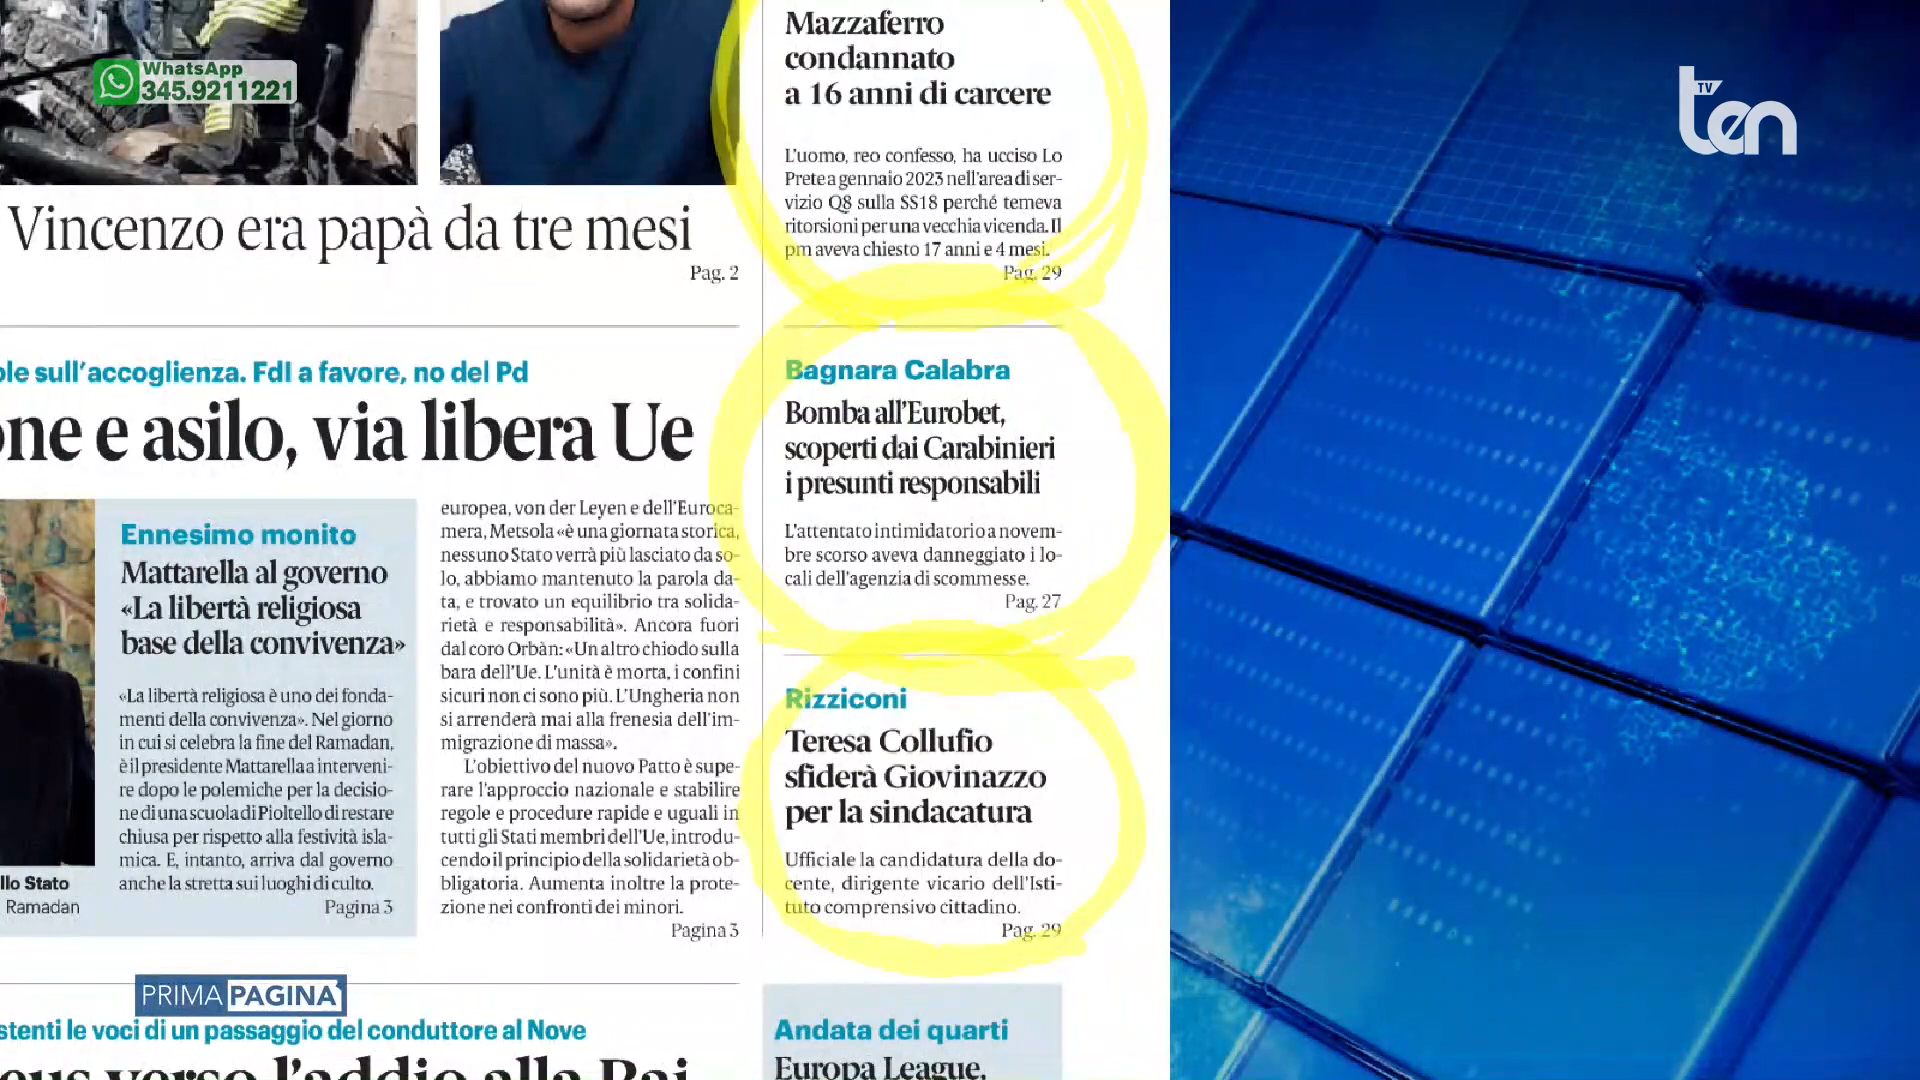 WhatsApp
345.9211221
Vincenzo era papà da tre mesi
Pag. 2
sull'accoglienza. FdI a favore, no del Pd
e asilo, via libera Ue
Ennesimo monito
Mattarella al governo
«La libertà religiosa
base della convivenza»
«La libertà religiosa è uno dei fonda-
menti della convivenza». Nel giorno
in cui si celebra la fine del Ramadan,
è il presidente Mattarella a interveni-
re dopo le polemiche per la decisio-
ne di una scuola di Pioltello di restare
chiusa per rispetto alla festività isla-
mica. E, intanto, arriva dal governo
anche la stretta sui luoghi di culto.
Pagina 3
llo Stato
Ramadan
europea, von der Leyen e dell'Euroca-
mera, Metsola «è una giornata storica,
nessuno Stato verrà più lasciato da so-
lo, abbiamo mantenuto la parola da-
ta, e trovato un equilibrio tra solida-
rietà e responsabilità». Ancora fuori
dal coro Orbàn: «Un altro chiodo sulla
bara dell'Ue. L'unità è morta, i confini
sicuri non ci sono più. L'Ungheria non
si arrenderà mai alla frenesia dell'im-
migrazione di massa».
L'obiettivo del nuovo Patto è supe-
rare l'approccio nazionale e stabilire
regole e procedure rapide e uguali in
tutti gli Stati membri dell'Ue, introdu-
cendo il principio della solidarietà ob-
bligatoria. Aumenta inoltre la prote-
zione nei confronti dei minori.
Pagina 3
PRIMA PAGINA
stenti le voci di un passaggio del conduttore al Nove
verso l'addio alla Rai
Mazzaferro
condannato
a 16 anni di carcere
L'uomo, reo confesso, ha ucciso Lo
Prete a gennaio 2023 nell'area di ser-
vizio Q8 sulla SS18 perché temeva
ritorsioni per una vecchia vicenda. Il
pm aveva chiesto 17 anni e 4 mesi.
Pag. 29
Bagnara Calabra
Bomba all'Eurobet,
scoperti dai Carabinieri
i presunti responsabili
L'attentato intimidatorio a novem-
bre scorso aveva danneggiato i lo-
cali dell'agenzia di scommesse.
Pag. 27
Rizziconi
Teresa Collufio
sfiderà Giovinazzo
per la sindacatura
Ufficiale la candidatura della do-
cente, dirigente vicario dell'Isti-
tuto comprensivo cittadino.
Pag. 29
Andata dei quarti
Europa League,
ten
TV